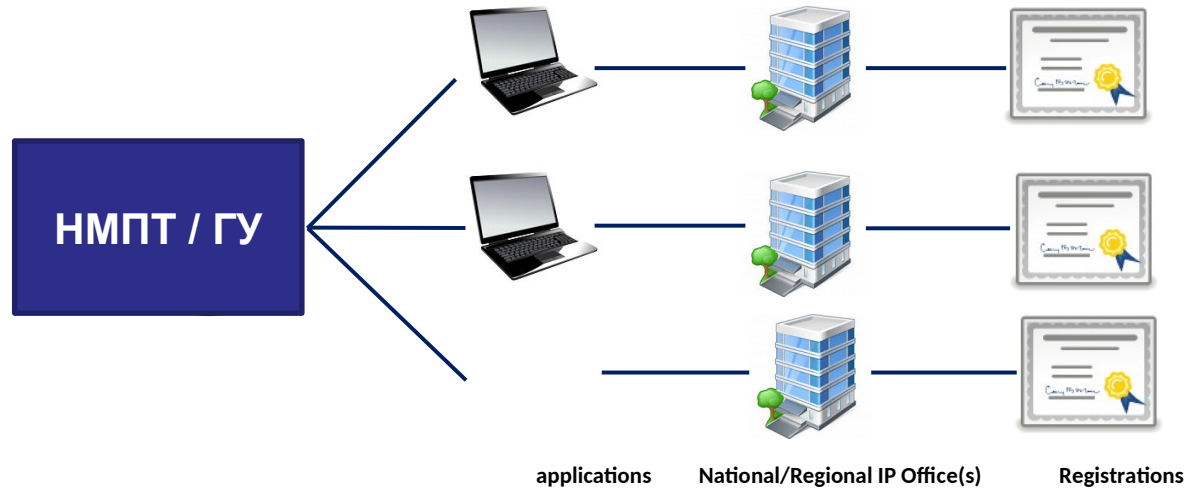 НМПТ / ГУ
applications
National/Regional IP Office(s)
Registrations